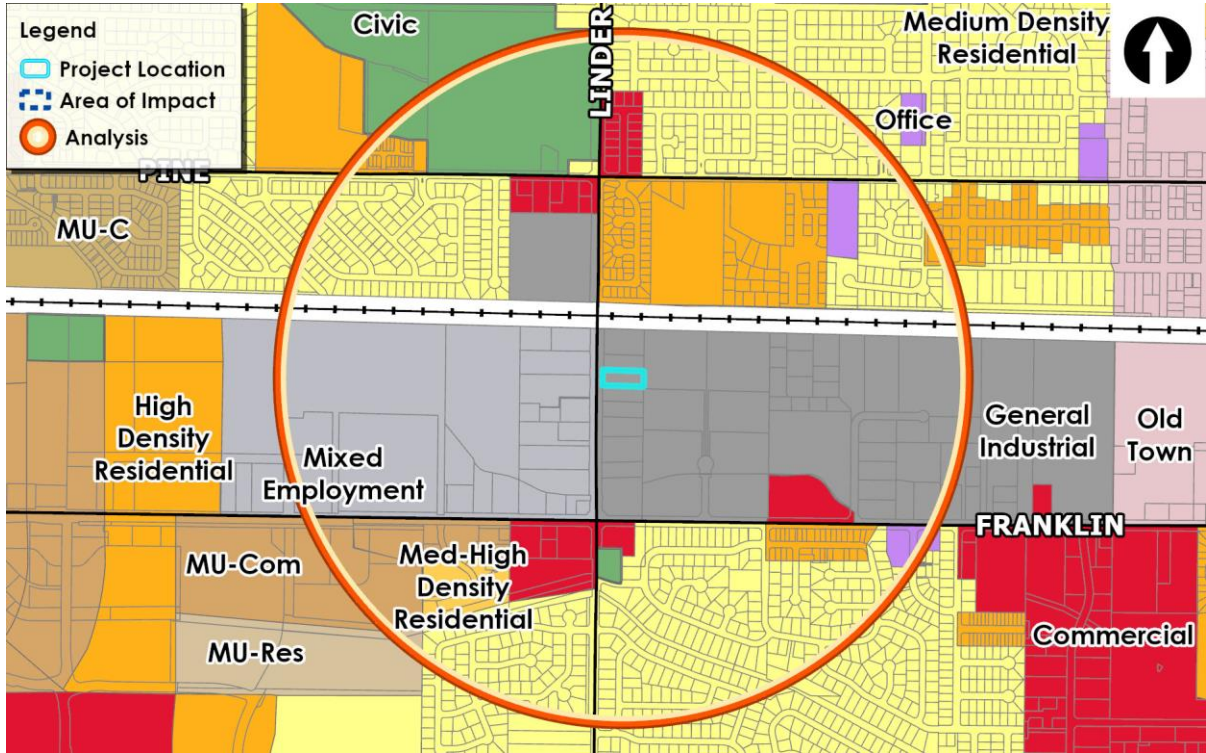 Legend
Project Location
Area of Impact
Analysis
Civic
LINDER
Medium Density
Residential
Office
PINE
MU-C
High
Density
Residential
Mixed
Employment
General
Industrial
Old
Town
FRANKLIN
MU-Com
Med-High
Density
Residential
MU-Res
Commercial